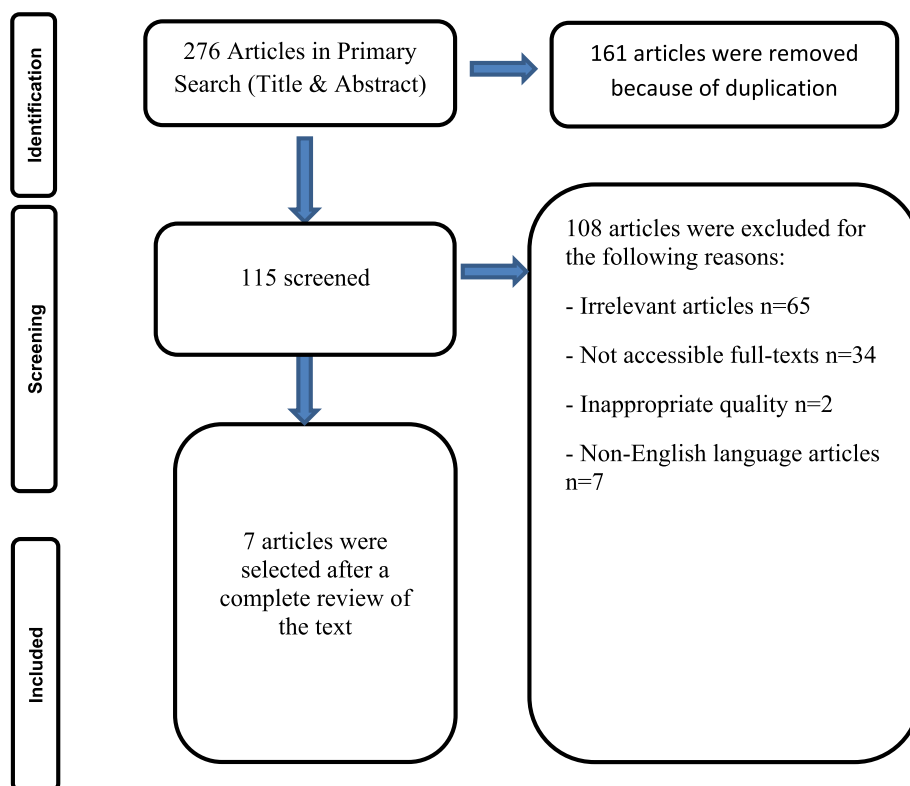 Identification
276 Articles in Primary
Search (Title & Abstract)
161 articles were removed
because of duplication
Screening
115 screened
108 articles were excluded for
the following reasons:
- Irrelevant articles n=65
- Not accessible full-texts n=34
- Inappropriate quality n=2
- Non-English language articles
n=7
Included
7 articles were
selected after a
complete review of
the text